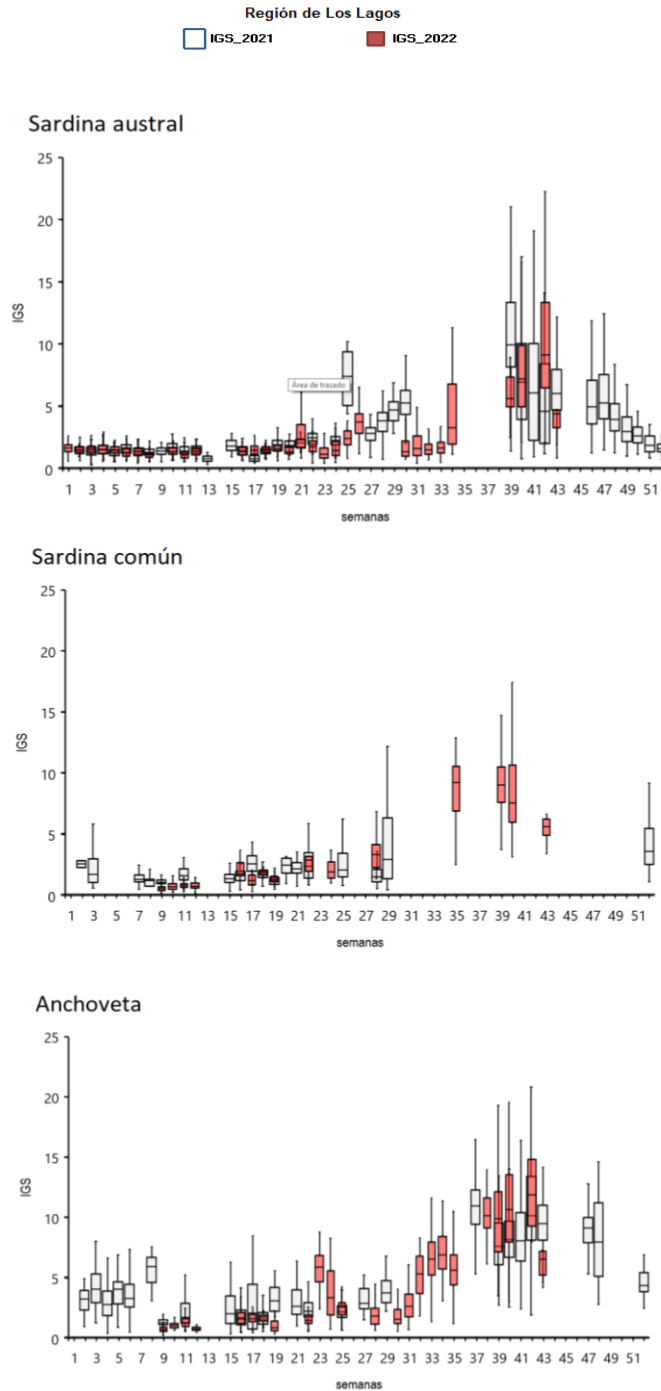 Región de Los Lagos
IGS_2021 IGS_2022
Sardina austral
25
20
15
10
5
0
IGS
Área de trazado
1 3 5 7 9 11 13 15 17 19 21 23 25 27 29 30 32 34 35 37 39 41 43 45 47 49 51
semanas
Sardina común
25
20
15
10
5
0
IGS
1 3 5 7 9 11 13 15 17 19 21 23 25 27 29 31 33 35 37 39 41 43 45 47 49 51
semanas
Anchoveta
25
20
15
10
5
0
IGS
1 3 5 7 9 11 13 15 17 19 21 23 25 27 29 31 33 35 37 39 41 43 45 47 49 51
semanas